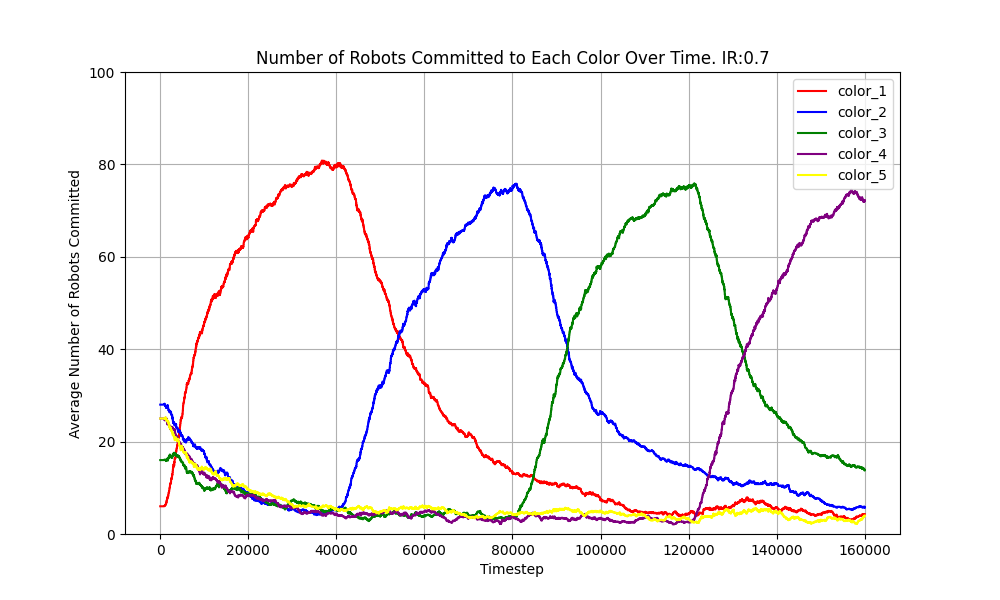 Number of Robots Committed to Each Color Over Time. IR:0.7
100
80
60
40
20
0
Average Number of Robots Committed
color_1
color_2
color_3
color_4
color_5
0 20000 40000 60000 80000 100000 120000 140000 160000
Timestep